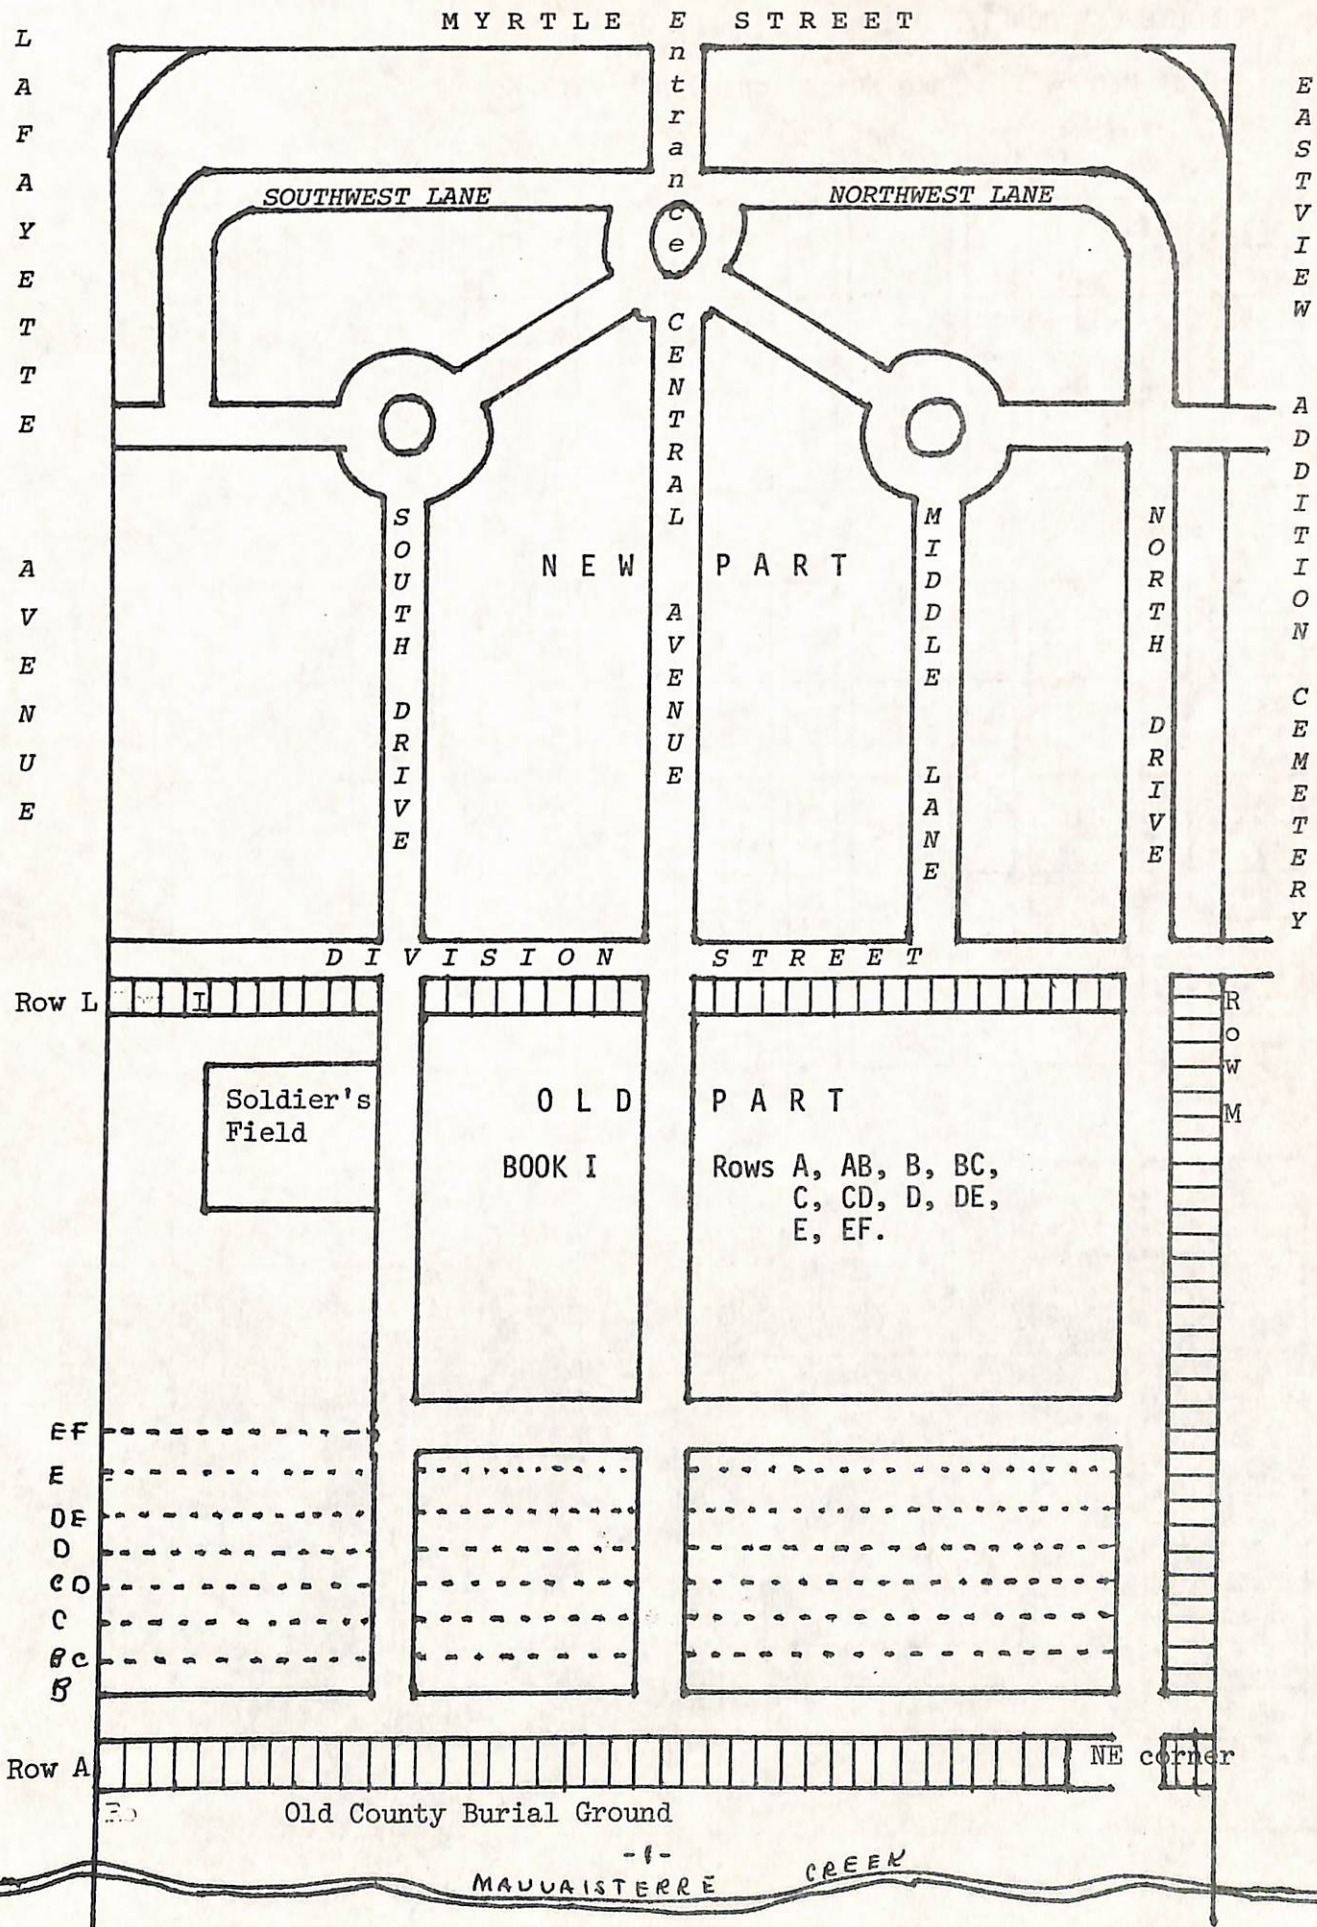 MYRTLE STREET
Entrance
LAFAYETTE AVENUE
EASTVIEW ADDITION CEMETERY
SOUTHWEST LANE
NORTHWEST LANE
CENTRAL AVENUE
SOUTH DRIVE
MIDDLE LANE
NORTH DRIVE
NEW PART
DIVISION STREET
Row L
I
ROW M
Soldier's
Field
OLD PART
BOOK I
Rows A, AB, B, BC,
C, CD, D, DE,
E, EF.
EF
E
DE
D
CD
C
BC
B
Row A
NE corner
Old County Burial Ground
-1-
MAUVAISTERRE CREEK